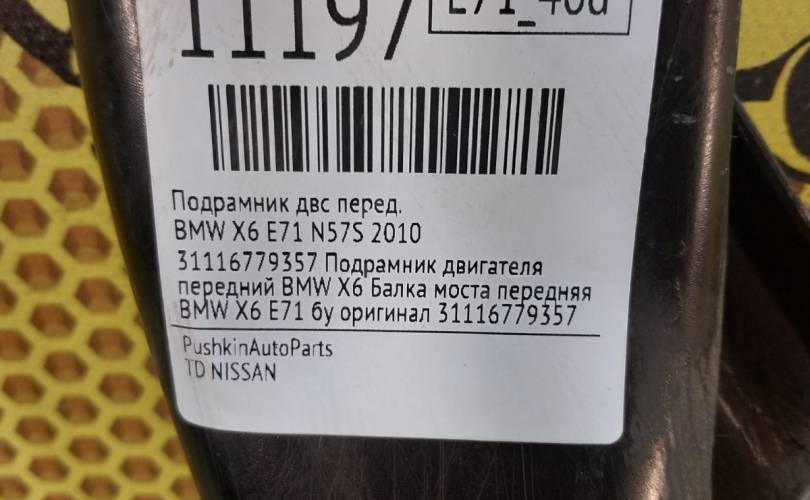 11197
E71_40d
Подрамник двс перед.
BMW X6 E71 N57S 2010
31116779357 Подрамник двигателя
передний BMW X6 Балка моста передняя
BMW X6 E71 бу оригинал 31116779357
PushkinAutoParts
TD NISSAN